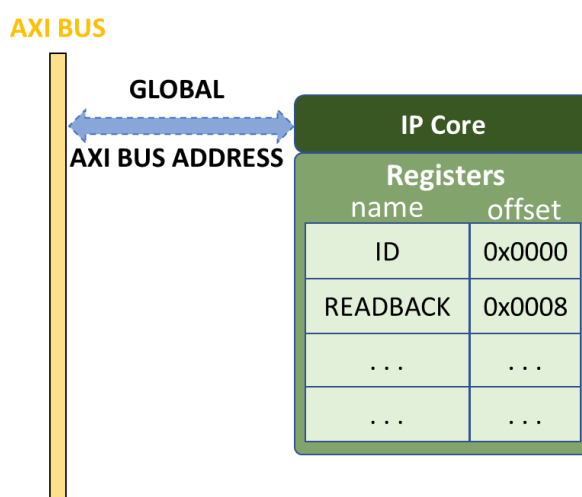 AXI BUS
GLOBAL
AXI BUS ADDRESS
IP Core
Registers
name offset
ID 0x0000
READBACK 0x0008
. . . . . .
. . . . . .